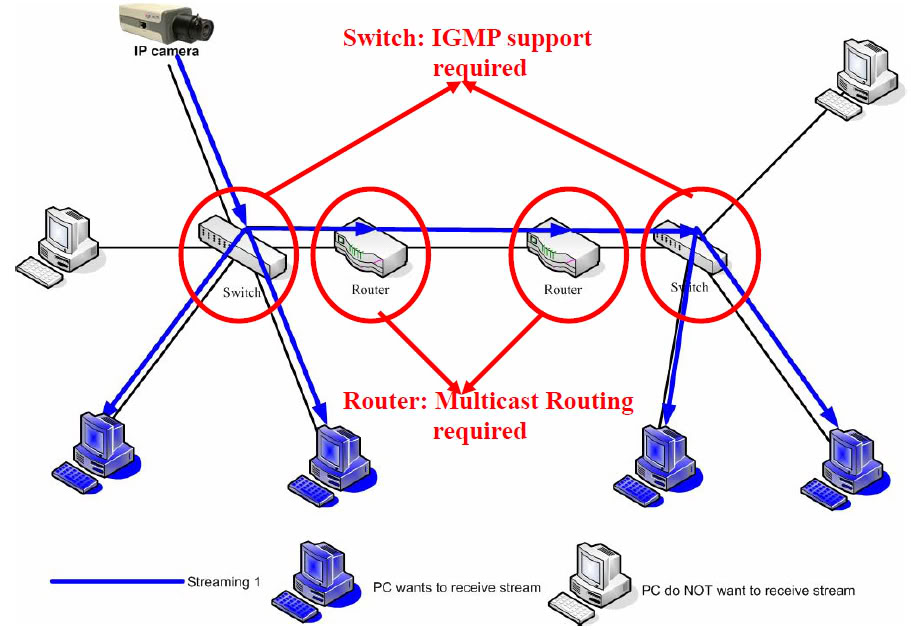 IP camera
Switch: IGMP support
required
Switch
Router
Router
Switch
Router: Multicast Routing
required
Streaming 1
PC wants to receive stream
PC do NOT want to receive stream